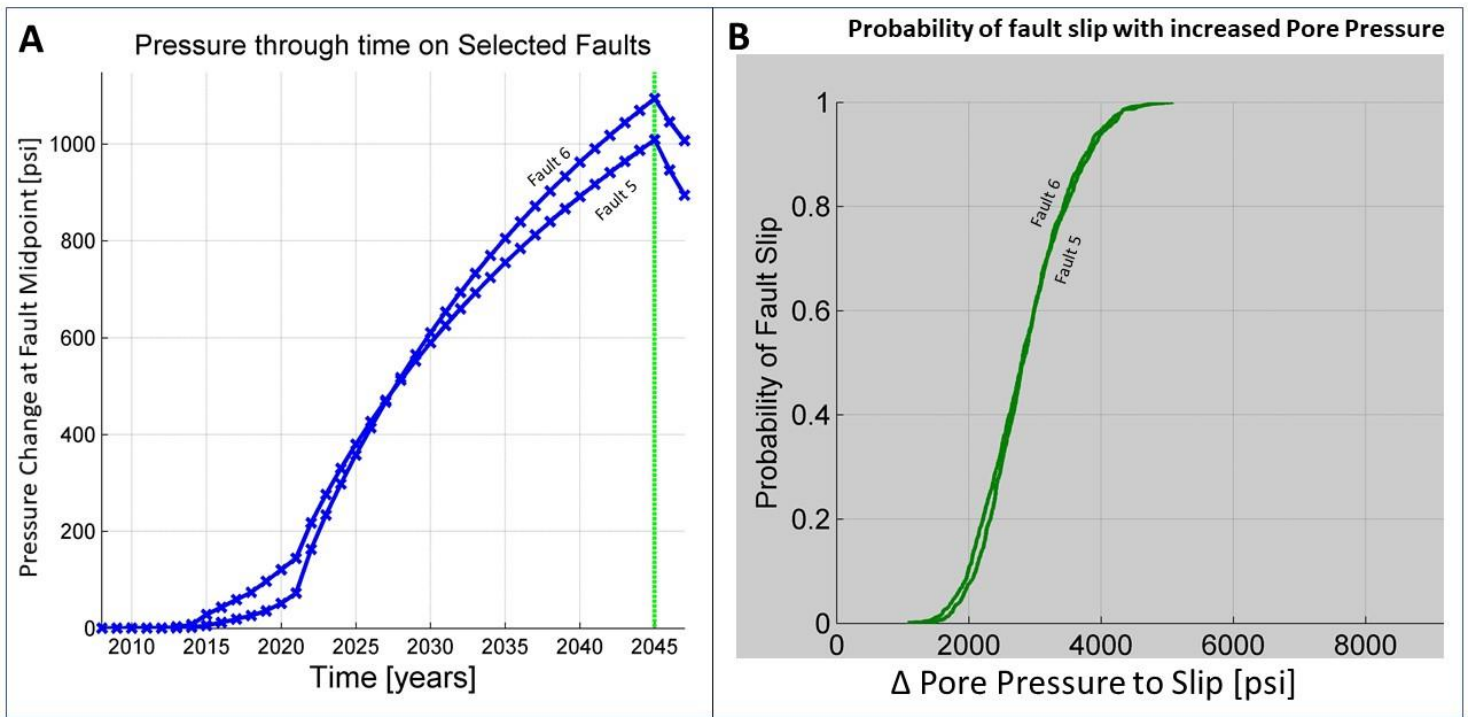 A
Pressure through time on Selected Faults
Pressure Change at Fault Midpoint [psi]
1000
800
600
400
200
0
Fault 6
Fault 5
2010 2015 2020 2025 2030 2035 2040 2045
Time [years]
B
Probability of fault slip with increased Pore Pressure
Probability of Fault Slip
1
0.8
0.6
0.4
0.2
0
Fault 6
Fault 5
0 2000 4000 6000 8000
Δ Pore Pressure to Slip [psi]